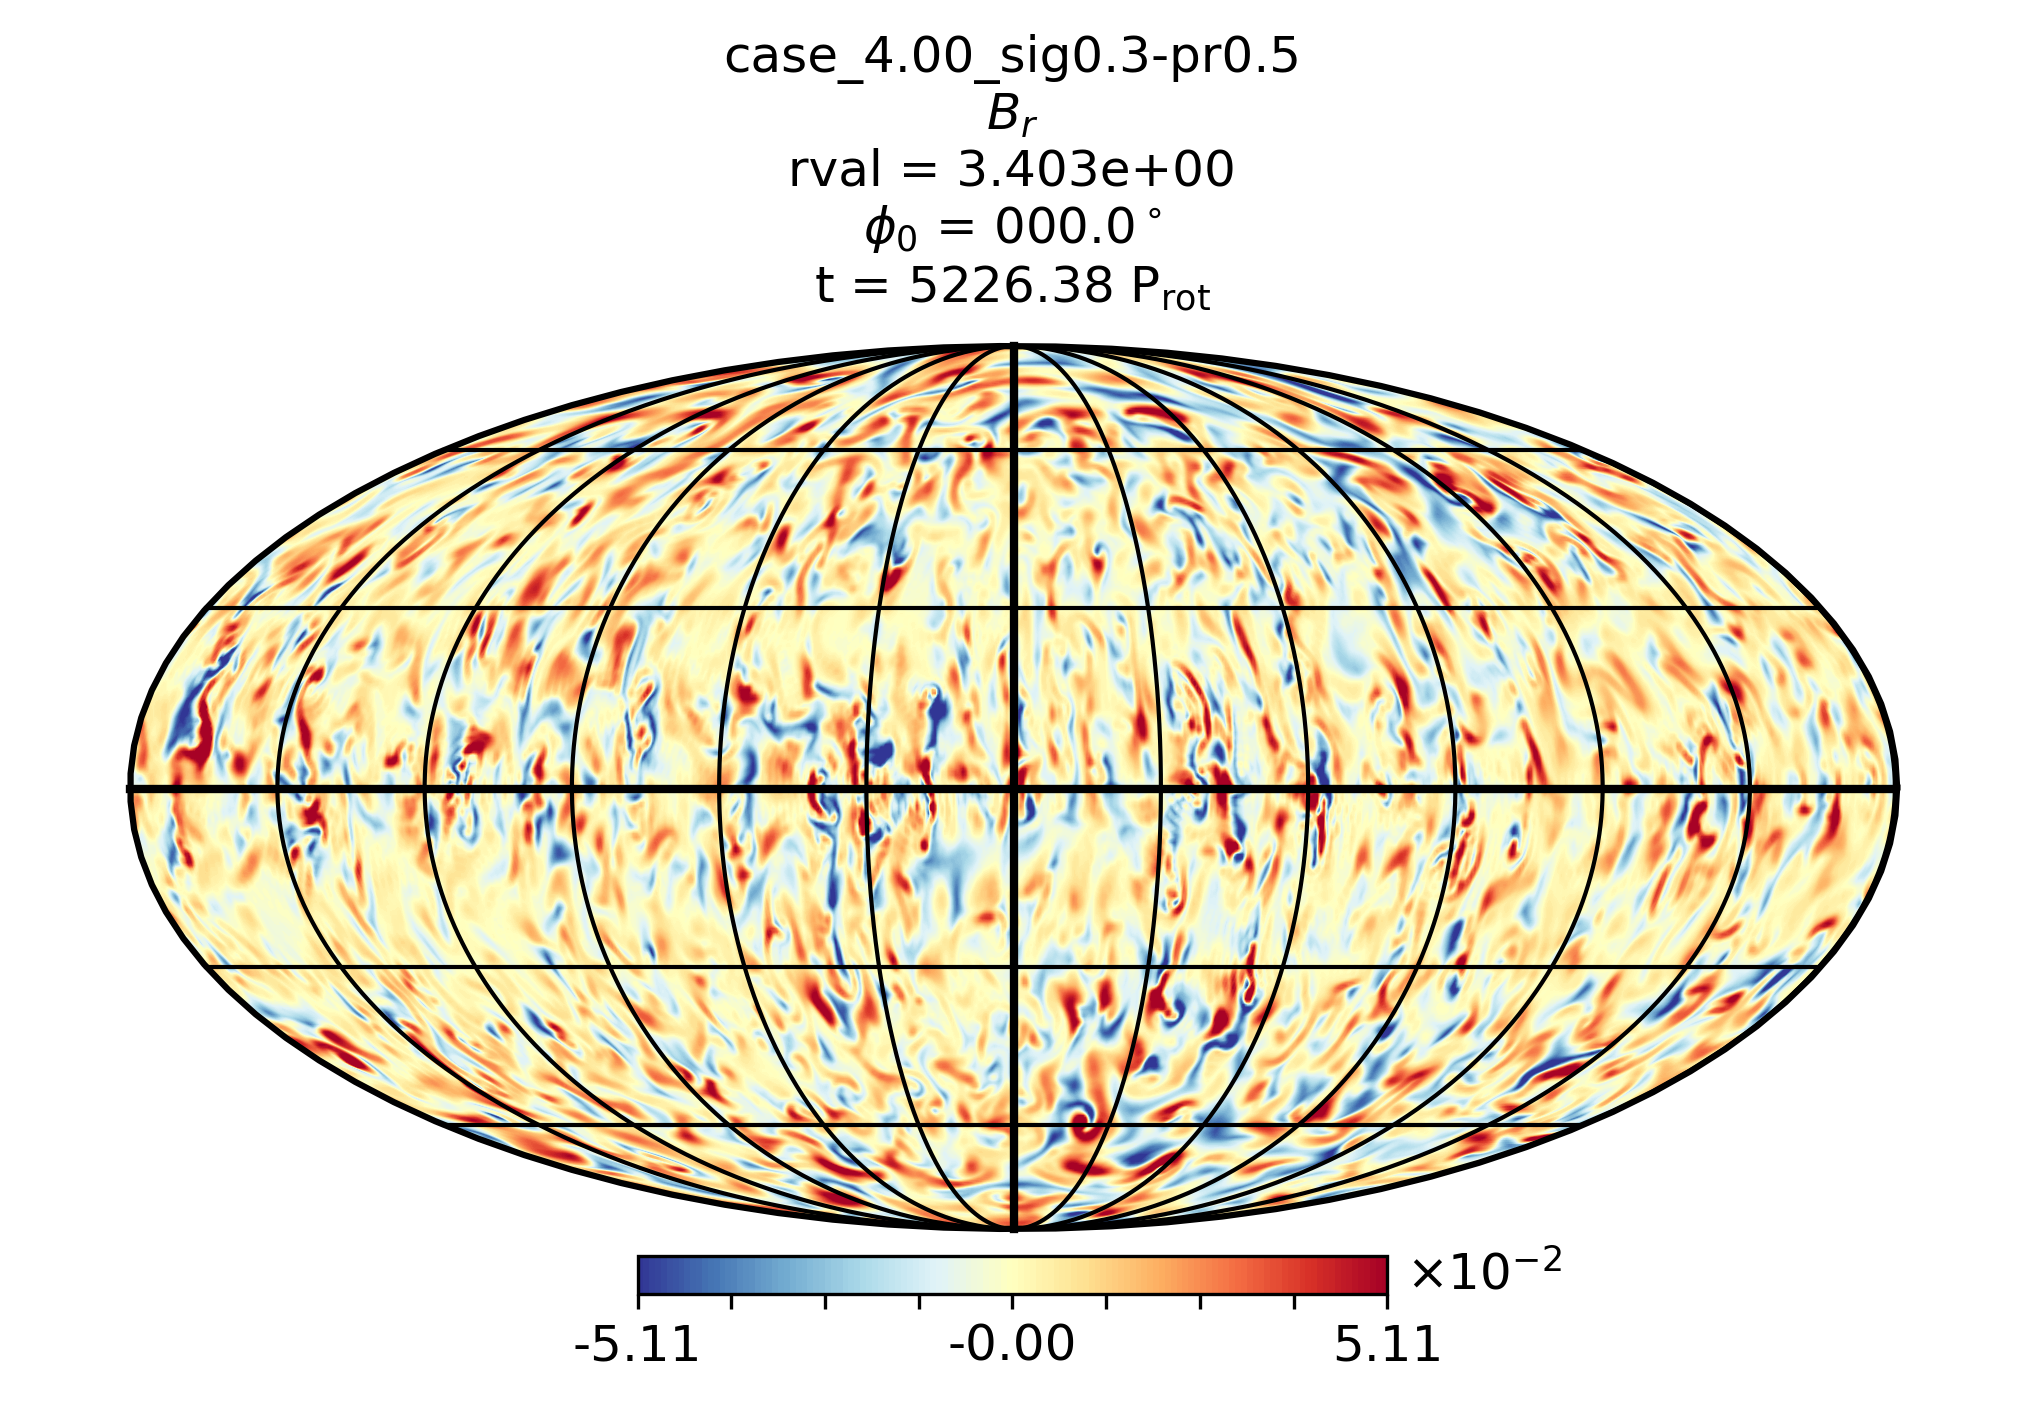 case_4.00_sig0.3-pr0.5
B_r
rval = 3.403e+00
ϕ_0 = 000.0°
t = 5226.38 P_rot
×10^−2
-5.11 -0.00 5.11